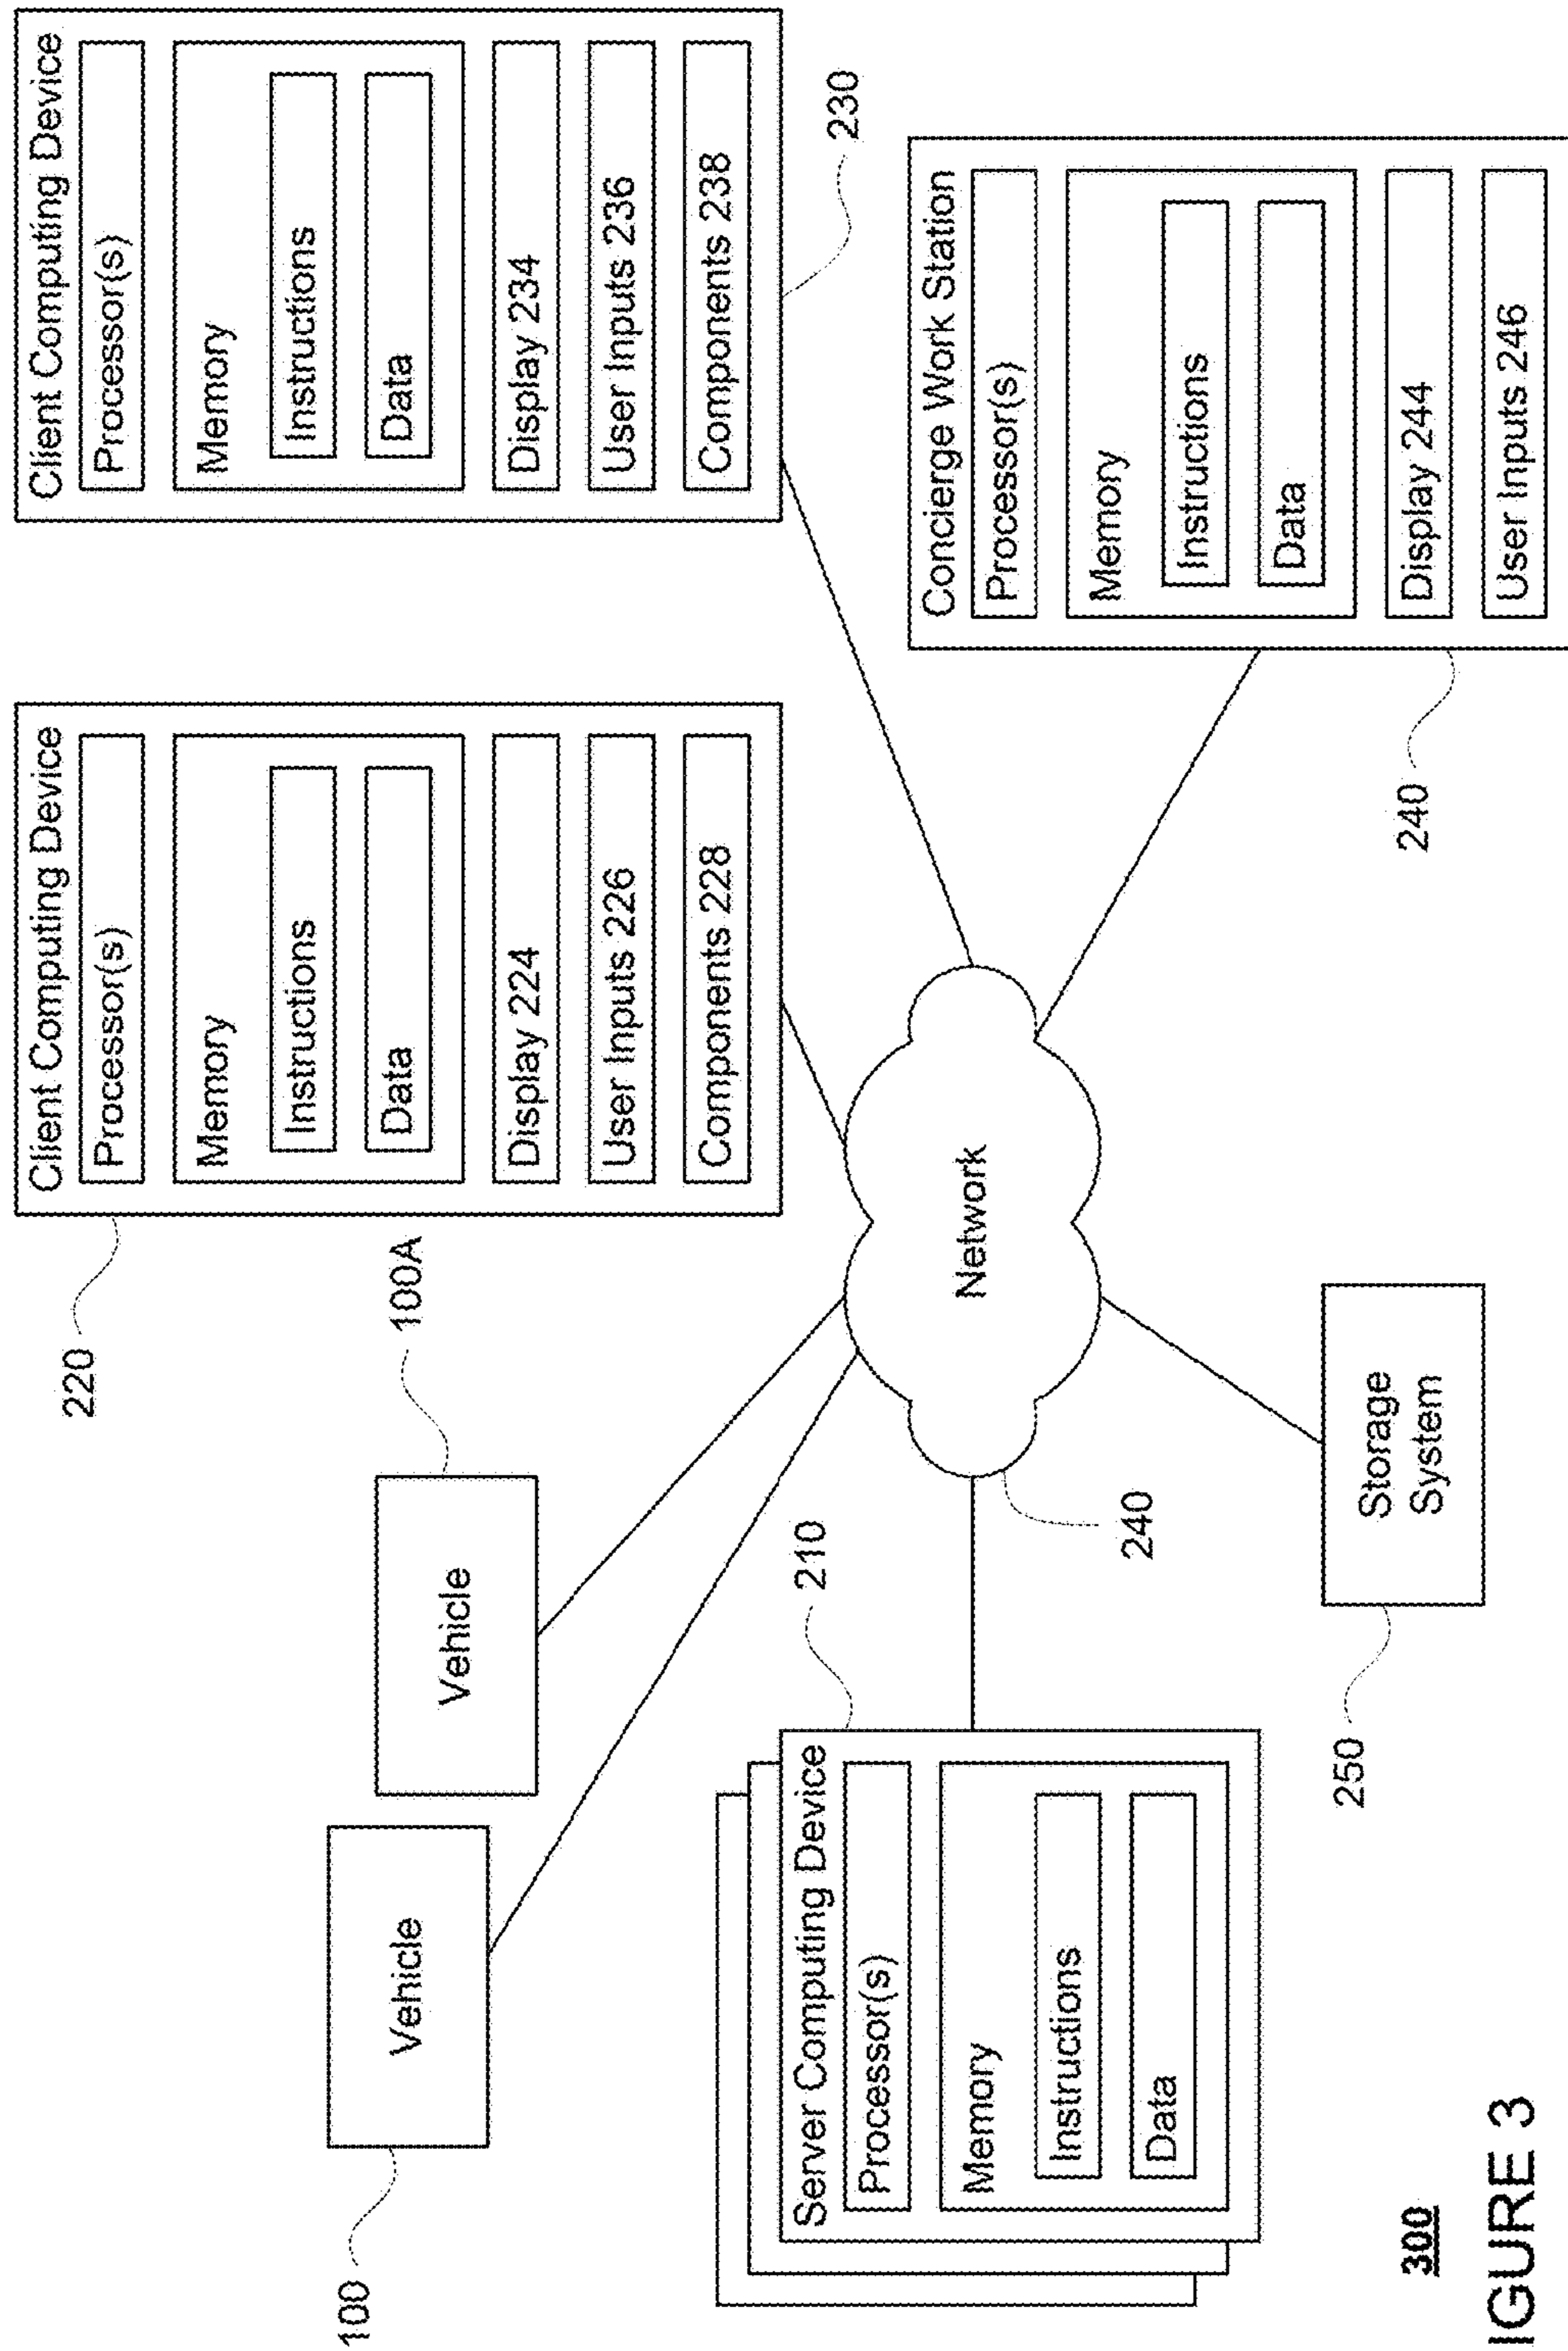 Client Computing Device
Processor(s)
Memory
Instructions
Data
Display 224
User Inputs 226
Components 228
220
Client Computing Device
Processor(s)
Memory
Instructions
Data
Display 234
User Inputs 236
Components 238
230
Vehicle
100
Vehicle
100A
Server Computing Device
Processor(s)
Memory
Instructions
Data
210
Network
240
Concierge Work Station
Processor(s)
Memory
Instructions
Data
Display 244
User Inputs 246
240
Storage
System
250
300
IGURE 3